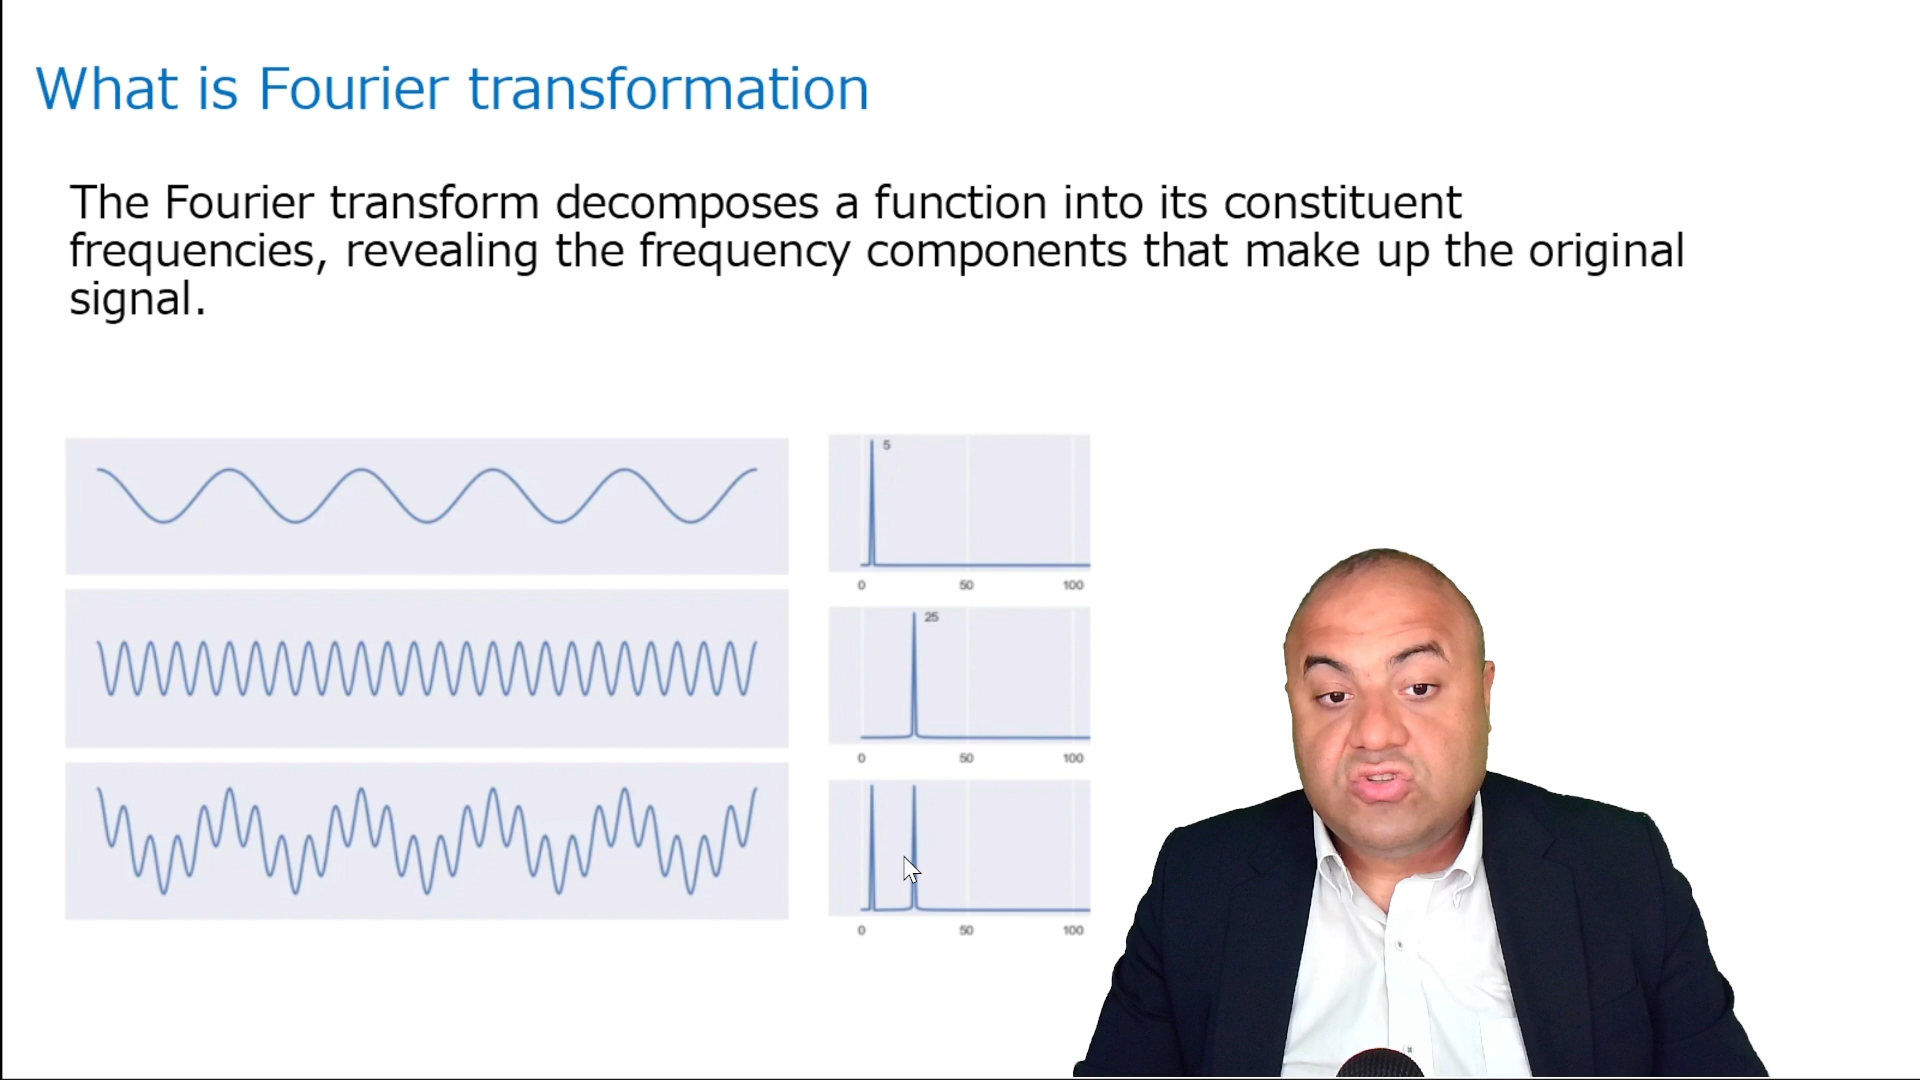 What is Fourier transformation
The Fourier transform decomposes a function into its constituent
frequencies, revealing the frequency components that make up the original
signal.
5
0 50 100
25
0 50 100
0 50 100